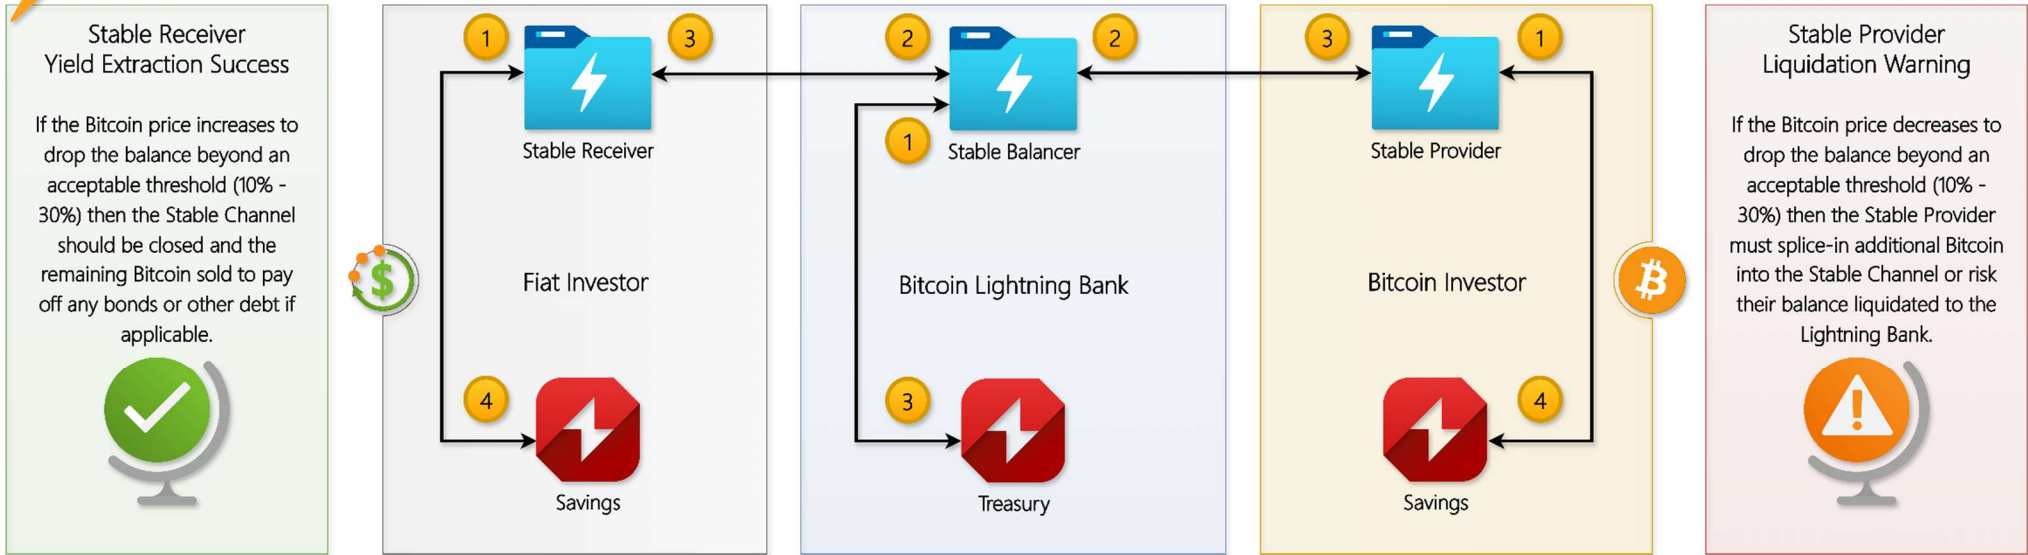 Stable Receiver
Yield Extraction Success
If the Bitcoin price increases to
drop the balance beyond an
acceptable threshold (10% -
30%) then the Stable Channel
should be closed and the
remaining Bitcoin sold to pay
off any bonds or other debt if
applicable.
1
3
Stable Receiver
$
Fiat Investor
4
Savings
2
2
1
Stable Balancer
Bitcoin Lightning Bank
3
Treasury
3
1
Stable Provider
Bitcoin Investor
₿
4
Savings
Stable Provider
Liquidation Warning
If the Bitcoin price decreases to
drop the balance beyond an
acceptable threshold (10% -
30%) then the Stable Provider
must splice-in additional Bitcoin
into the Stable Channel or risk
their balance liquidated to the
Lightning Bank.
!